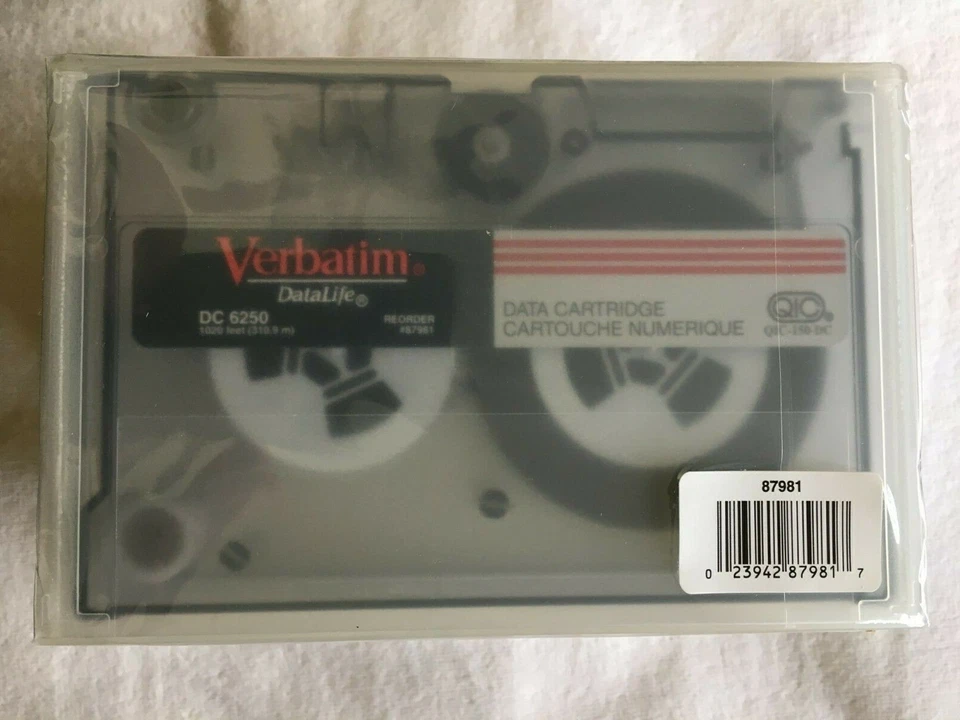 Verbatim®
DataLife®
DC 6250
1020 feet (310.9 m)
REORDER
#87981
DATA CARTRIDGE
CARTOUCHE NUMERIQUE
QIC®
QIC-150-DC
87981
0 23942 87981 7